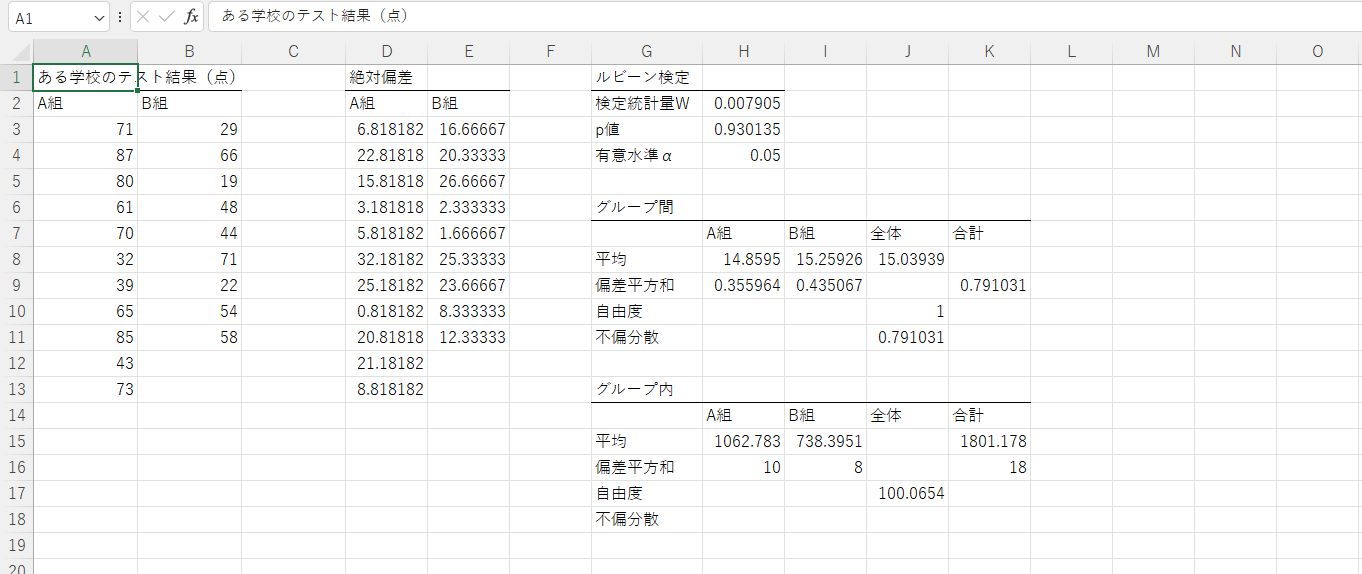 A1 fx ある学校のテスト結果（点）
A B C D E F G H I J K L M N O
1 ある学校のテスト結果（点） 絶対偏差 ルビーン検定
2 A組 B組 A組 B組 検定統計量W 0.007905
3 71 29 6.818182 16.66667 p値 0.930135
4 87 66 22.81818 20.33333 有意水準α 0.05
5 80 19 15.81818 26.66667
6 61 48 3.181818 2.333333 グループ間
7 70 44 5.818182 1.666667 A組 B組 全体 合計
8 32 71 32.18182 25.33333 平均 14.8595 15.25926 15.03939
9 39 22 25.18182 23.66667 偏差平方和 0.355964 0.435067 0.791031
10 65 54 0.818182 8.333333 自由度 1
11 85 58 20.81818 12.33333 不偏分散 0.791031
12 43 21.18182
13 73 8.818182 グループ内
14 A組 B組 全体 合計
15 平均 1062.783 738.3951 1801.178
16 偏差平方和 10 8 18
17 自由度 100.0654
18 不偏分散
19
20